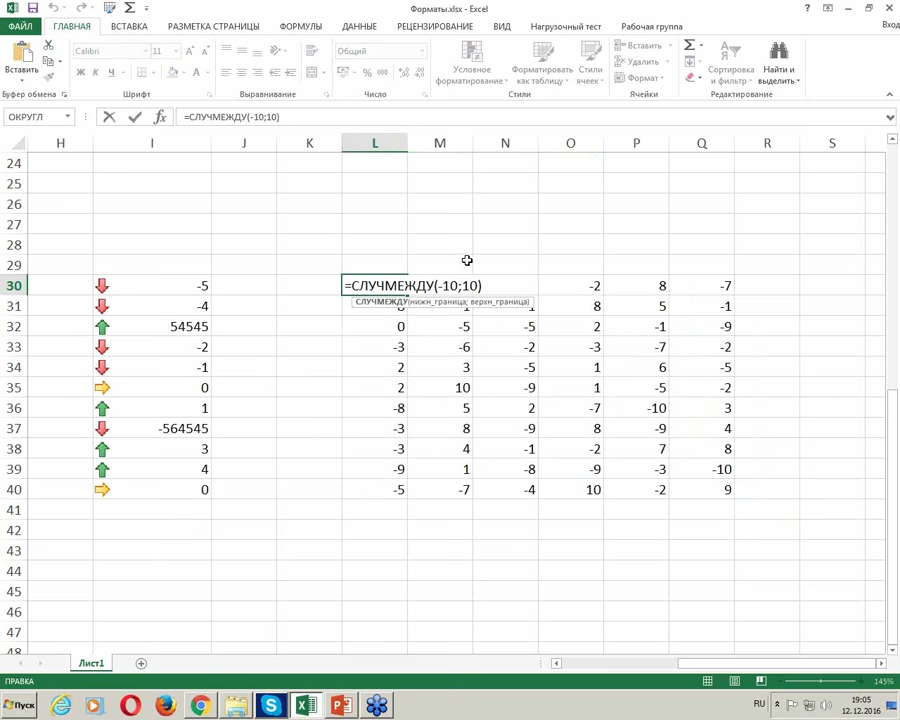 Форматы.xlsx - Excel
ФАЙЛ ГЛАВНАЯ ВСТАВКА РАЗМЕТКА СТРАНИЦЫ ФОРМУЛЫ ДАННЫЕ РЕЦЕНЗИРОВАНИЕ ВИД Нагрузочный тест Рабочая группа Вход
Вставить
Calibri 11
Ж К Ч
Общий
Условное форматирование
Форматировать как таблицу
Стили ячеек
Вставить
Удалить
Формат
Сортировка и фильтр
Найти и выделить
Буфер обмена Шрифт Выравнивание Число Стили Ячейки Редактирование
ОКРУГЛ =СЛУЧМЕЖДУ(-10;10)
H I J K L M N O P Q R S
24
25
26
27
28
29
30 -5 =СЛУЧМЕЖДУ(-10;10) -2 8 -7
СЛУЧМЕЖДУ(нижн_граница; верхн_граница)
31 -4 8 5 -1
32 54545 0 -5 -5 2 -1 -9
33 -2 -3 -6 -2 -3 -7 -2
34 -1 2 3 -5 1 6 -5
35 0 2 10 -9 1 -5 -2
36 1 -8 5 2 -7 -10 3
37 -564545 -3 8 -9 8 -9 4
38 3 -3 4 -1 -2 7 8
39 4 -9 1 -8 -9 -3 -10
40 0 -5 -7 -4 10 -2 9
41
42
43
44
45
46
47
48
Лист1
ПРАВКА 145%
Пуск RU 19:05
12.12.2016